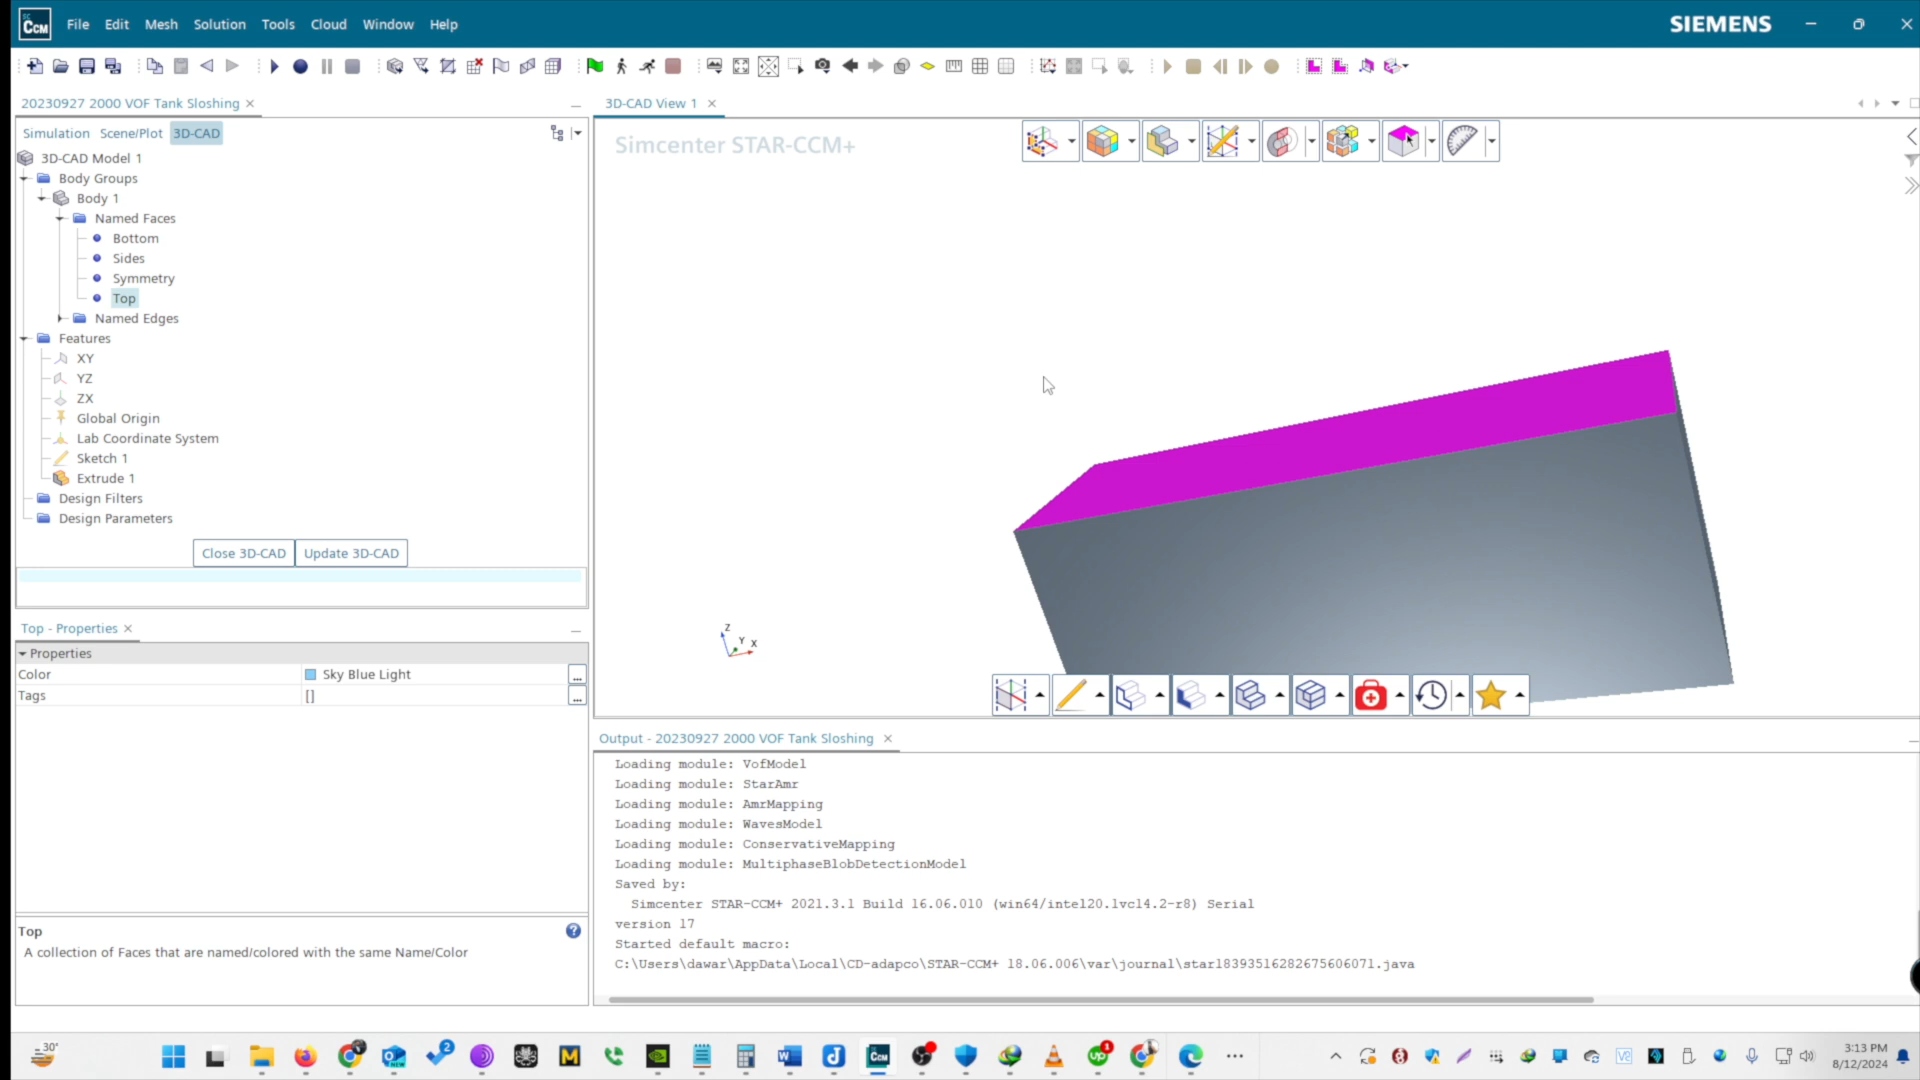 CCM File Edit Mesh Solution Tools Cloud Window Help SIEMENS
20230927 2000 VOF Tank Sloshing
3D-CAD View 1
Simulation Scene/Plot 3D-CAD
Simcenter STAR-CCM+
3D-CAD Model 1
Body Groups
Body 1
Named Faces
Bottom
Sides
Symmetry
Top
Named Edges
Features
XY
YZ
ZX
Global Origin
Lab Coordinate System
Sketch 1
Extrude 1
Design Filters
Design Parameters
Close 3D-CAD Update 3D-CAD
Z
Y
X
Top - Properties
Properties
Color Sky Blue Light
Tags []
Top
A collection of Faces that are named/colored with the same Name/Color
Output - 20230927 2000 VOF Tank Sloshing
Loading module: VofModel
Loading module: StarAmr
Loading module: AmrMapping
Loading module: WavesModel
Loading module: ConservativeMapping
Loading module: MultiphaseBlobDetectionModel
Saved by:
Simcenter STAR-CCM+ 2021.3.1 Build 16.06.010 (win64/intel20.1vc14.2-r8) Serial
version 17
Started default macro:
C:\Users\dawar\AppData\Local\CD-adapco\STAR-CCM+ 18.06.006\var\journal\star18393516282675606071.java
30°
3:13 PM
8/12/2024